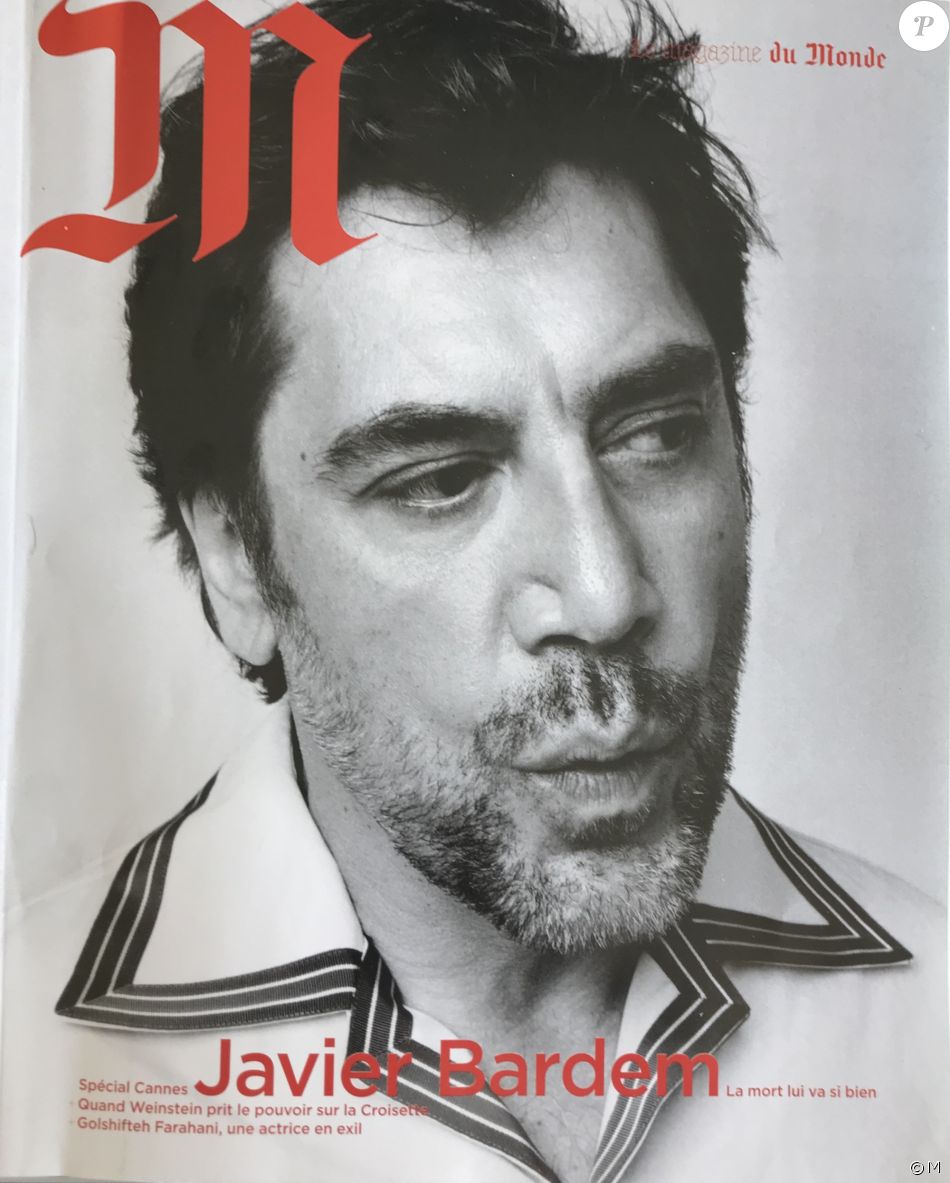 M
Le magazine du Monde
P
Spécial Cannes Javier Bardem La mort lui va si bien
Quand Weinstein prit le pouvoir sur la Croisette
Golshifteh Farahani, une actrice en exil
© M